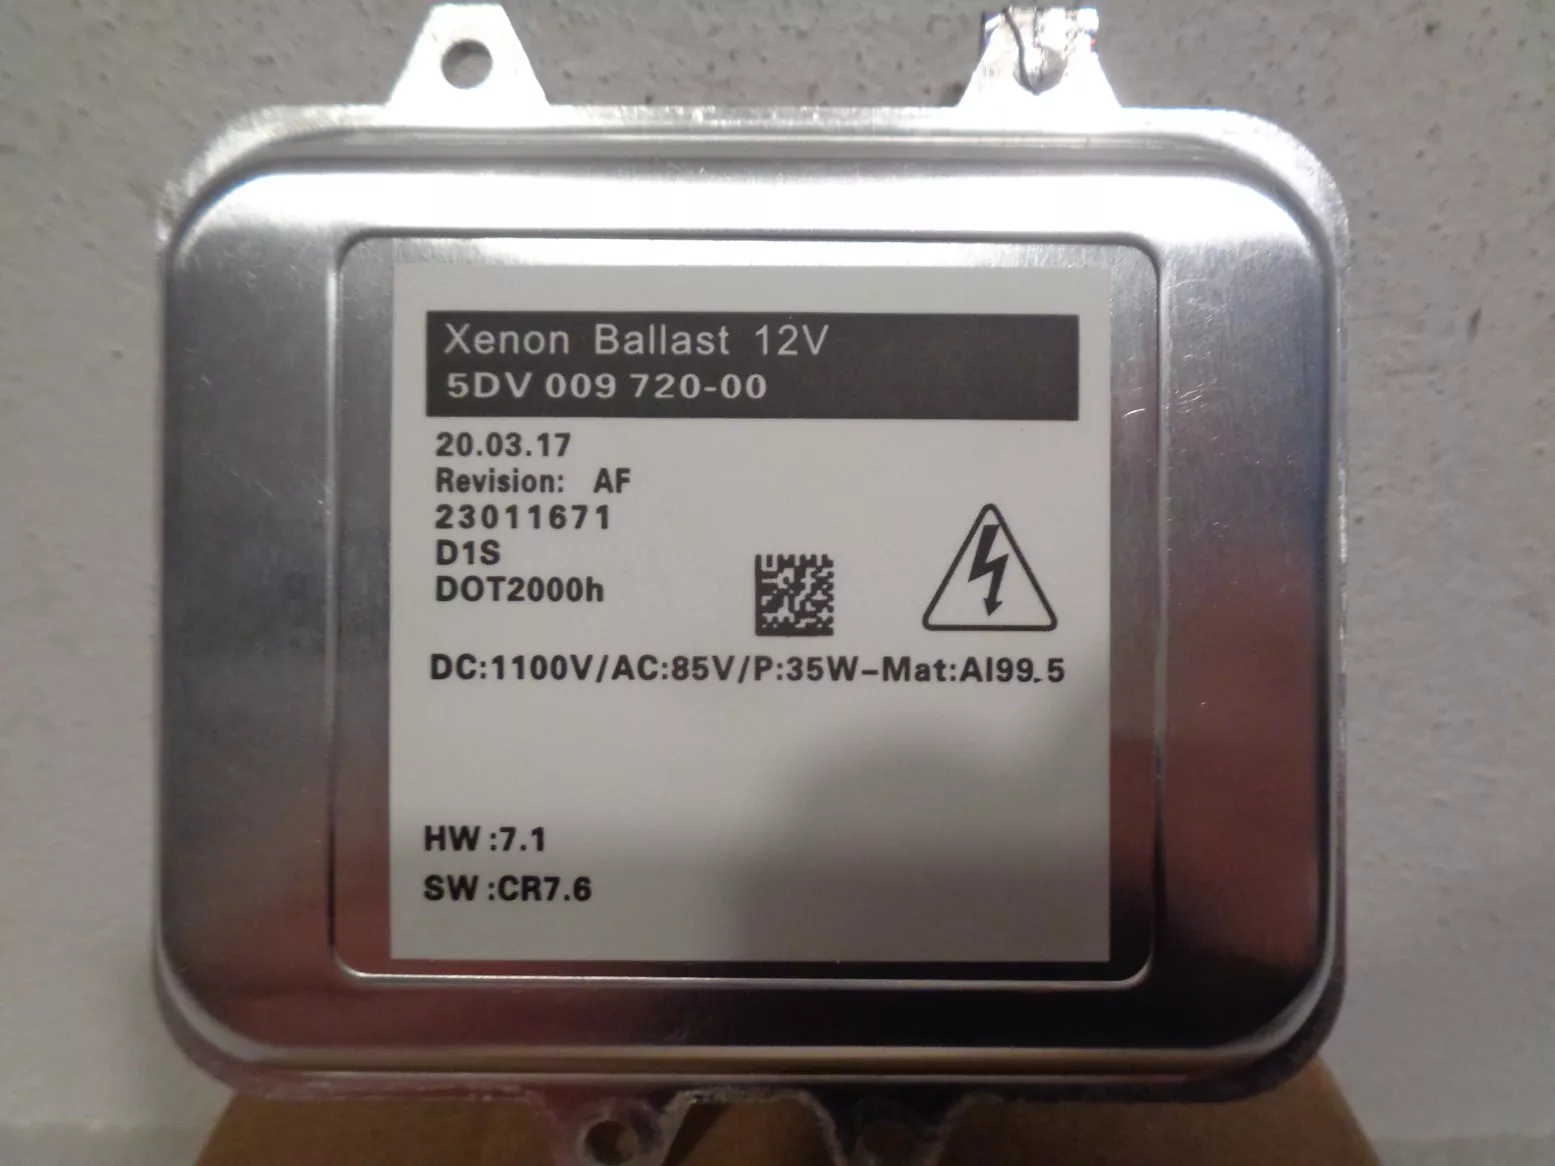 Xenon Ballast 12V
5DV 009 720-00
20.03.17
Revision: AF
23011671
D1S
DOT2000h
DC:1100V/AC:85V/P:35W-Mat:Al99.5
HW :7.1
SW :CR7.6